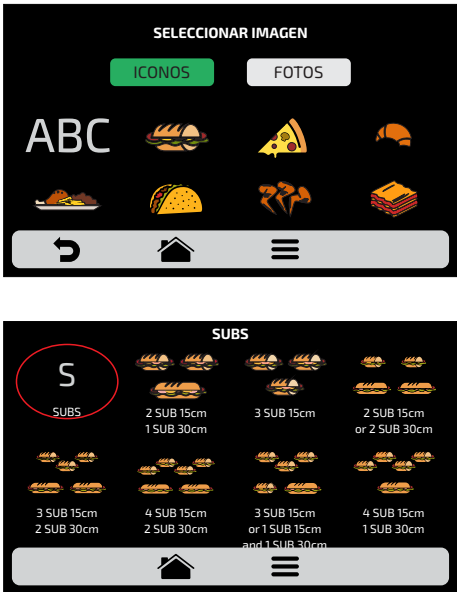 SELECCIONAR IMAGEN
ICONOS
FOTOS
ABC
SUBS
S
SUBS
2 SUB 15cm
1 SUB 30cm
3 SUB 15cm
2 SUB 15cm
or 2 SUB 30cm
3 SUB 15cm
2 SUB 30cm
4 SUB 15cm
2 SUB 30cm
3 SUB 15cm
or 1 SUB 15cm
and 1 SUB 30cm
4 SUB 15cm
1 SUB 30cm